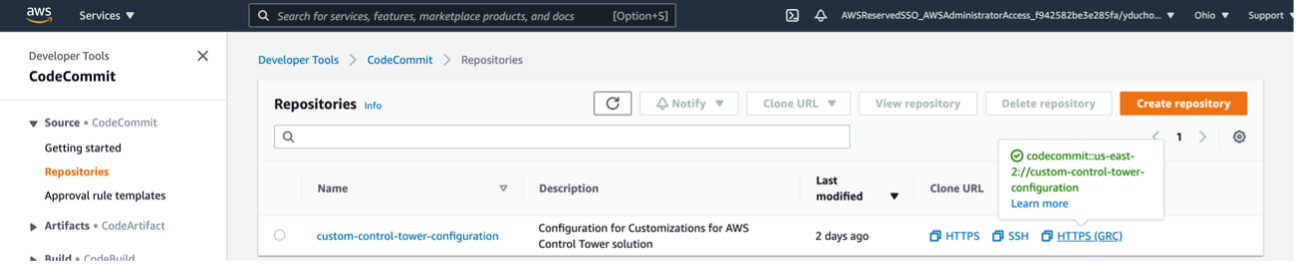 aws
Services ▼
Search for services, features, marketplace products, and docs [Option+S]
AWSReservedSSO_AWSAdministratorAccess_f942582be3e285fa/yducho... ▼
Ohio ▼
Support
Developer Tools
CodeCommit
Source • CodeCommit
Getting started
Repositories
Approval rule templates
Artifacts • CodeArtifact
Build • CodeBuild
Developer Tools > CodeCommit > Repositories
Repositories Info
Notify ▼
Clone URL ▼
View repository
Delete repository
Create repository
< 1 >
codecommit::us-east-
2://custom-control-tower-
configuration
Learn more
Name
Description
Last
modified
Clone URL
custom-control-tower-configuration
Configuration for Customizations for AWS
Control Tower solution
2 days ago
HTTPS SSH HTTPS (GRC)